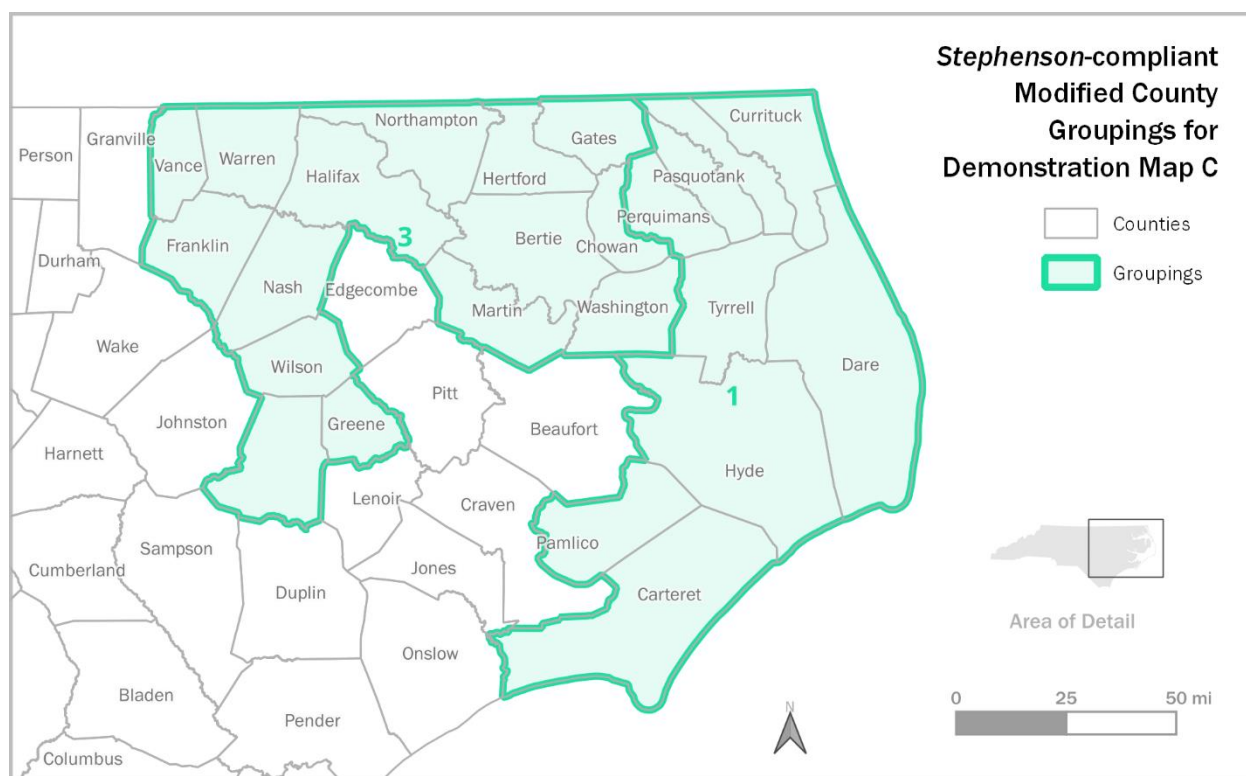 Stephenson-compliant
Modified County
Groupings for
Demonstration Map C
Counties
Groupings
Currituck
Northampton
Granville
Gates
Person
Vance
Warren
Halifax
Hertford
Pasquotank
Perquimans
Franklin
3
Bertie
Chowan
Durham
Nash
Edgecombe
Martin
Washington
Tyrrell
Wake
Wilson
Dare
Pitt
1
Johnston
Greene
Beaufort
Harnett
Hyde
Lenoir
Craven
Sampson
Pamlico
Cumberland
Jones
Duplin
Carteret
Area of Detail
Onslow
Bladen
0 25 50 mi
Pender
N
Columbus